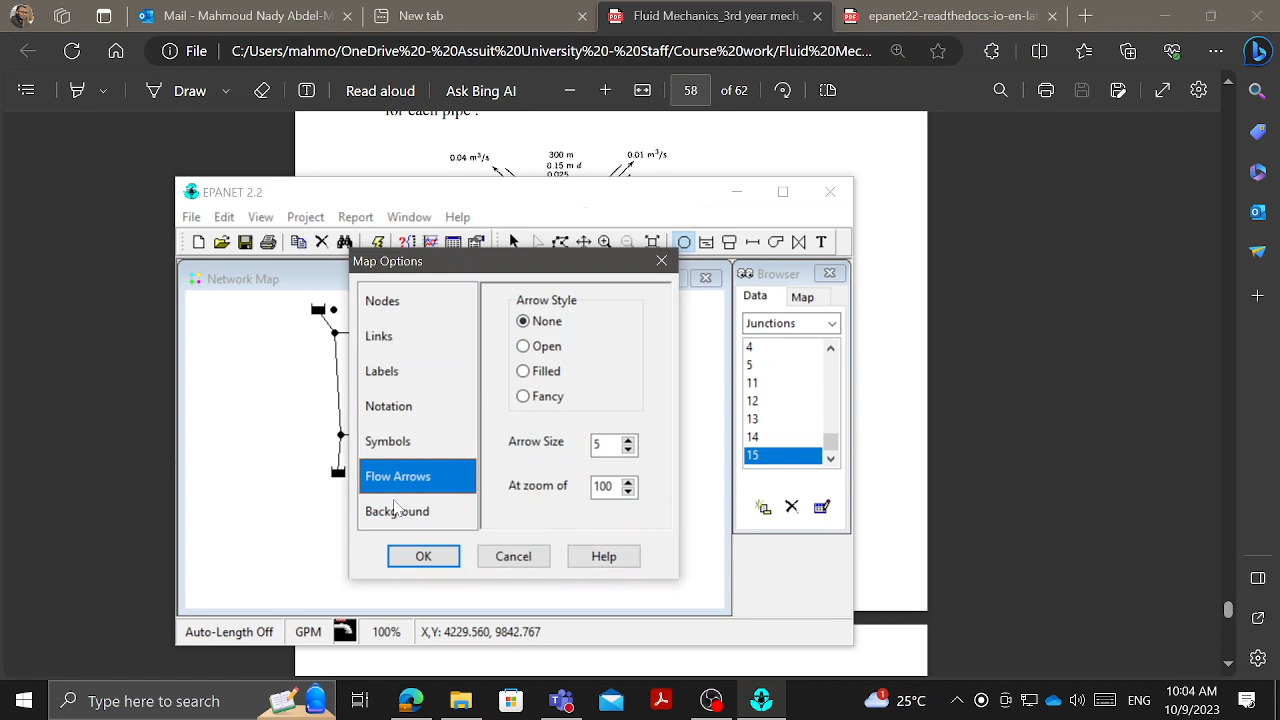 Mail - Mahmoud Nady Abdel-M
New tab
Fluid Mechanics_3rd year mech_
epanet22-readthedocs-io-en-lat
File
C:/Users/mahmo/OneDrive%20-%20Assuit%20University%20-%20Staff/Course%20work/Fluid%20Mec...
Draw
Read aloud
Ask Bing AI
58
of 62
for each pipe .
0.04 m³/s
300 m
0.01 m³/s
0.15 m d
0.025
EPANET 2.2
File
Edit
View
Project
Report
Window
Help
Map Options
Network Map
Browser
Nodes
Links
Labels
Notation
Symbols
Flow Arrows
Background
Arrow Style
None
Open
Filled
Fancy
Arrow Size
5
At zoom of
100
OK
Cancel
Help
Data
Map
Junctions
4
5
11
12
13
14
15
Auto-Length Off
GPM
100%
X,Y: 4229.560, 9842.767
Type here to search
1
25°C
ENG
10:04 AM
10/9/2023